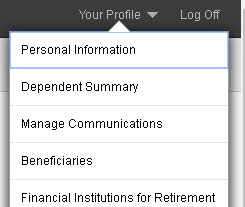 Your Profile Log Off
Personal Information
Dependent Summary
Manage Communications
Beneficiaries
Financial Institutions for Retirement